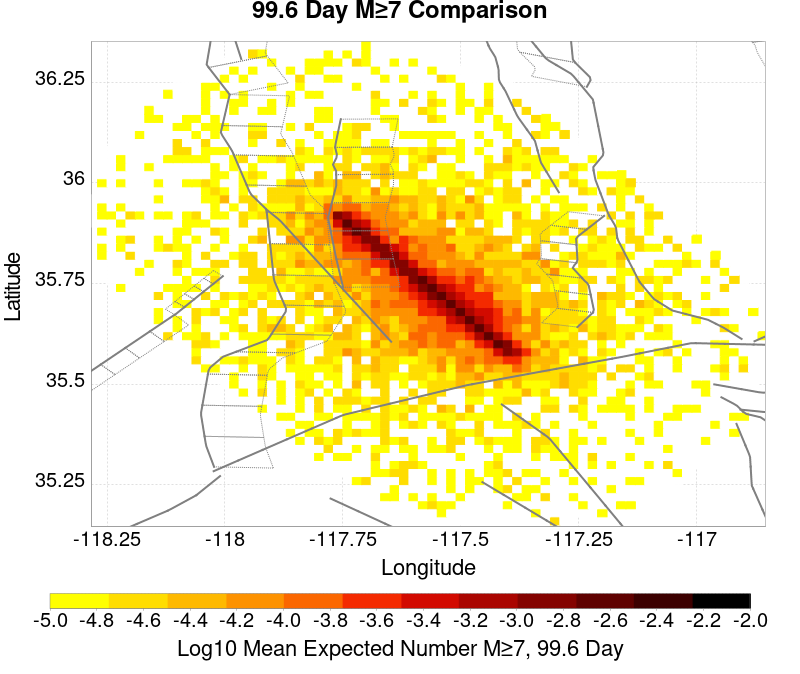 99.6 Day M≥7 Comparison
36.25
36
35.75
35.5
35.25
Latitude
-118.25 -118 -117.75 -117.5 -117.25 -117
Longitude
-5.0 -4.8 -4.6 -4.4 -4.2 -4.0 -3.8 -3.6 -3.4 -3.2 -3.0 -2.8 -2.6 -2.4 -2.2 -2.0
Log10 Mean Expected Number M≥7, 99.6 Day